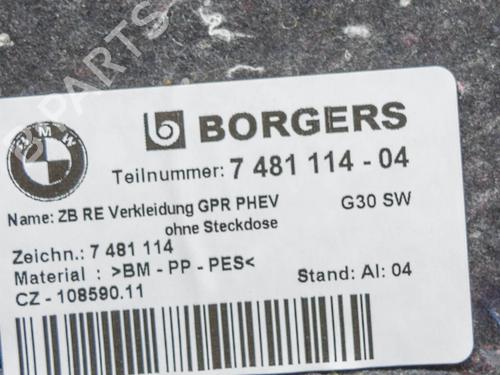 BMW
BORGERS
Teilnummer: 7 481 114 - 04
Name: ZB RE Verkleidung GPR PHEV G30 SW
ohne Steckdose
Zeichn.: 7 481 114
Material : >BM - PP - PES< Stand: AI: 04
CZ - 108590.11
B-PARTS